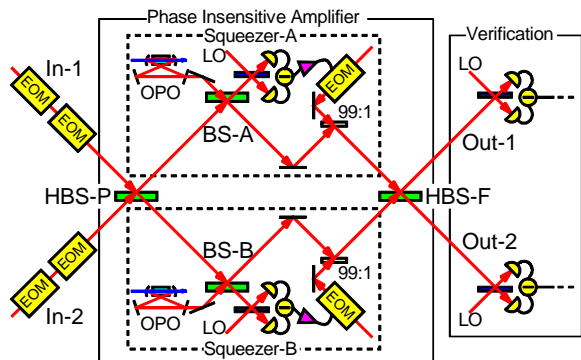 Phase Insensitive Amplifier
Verification
Squeezer-A
In-1
EOM
EOM
OPO
LO
EOM
BS-A
99:1
LO
Out-1
HBS-P
HBS-F
BS-B
99:1
Out-2
EOM
EOM
In-2
OPO
LO
EOM
LO
Squeezer-B